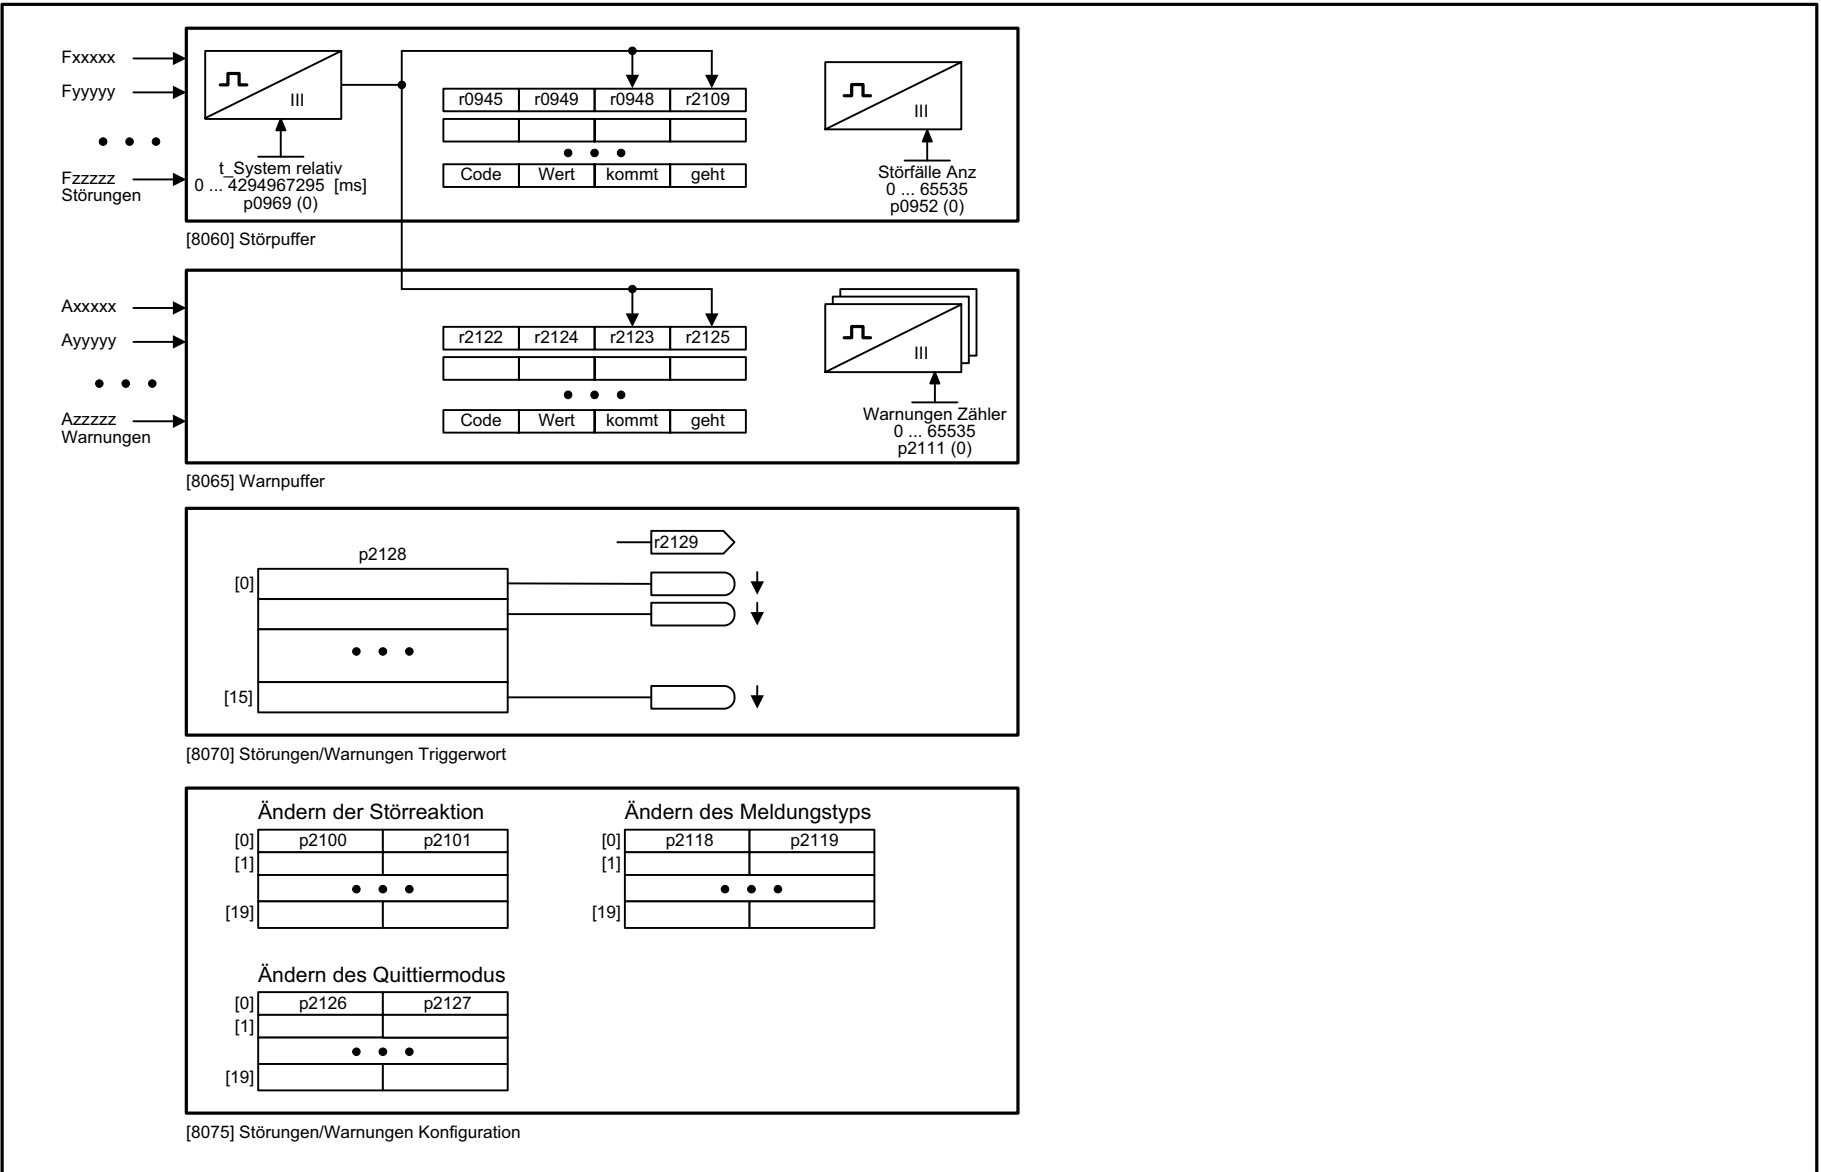 Fxxxxx
Fyyyyy
Fzzzzz
Störungen
III
t_System relativ
0 ... 4294967295 [ms]
p0969 (0)
r0945 r0949 r0948 r2109
Code Wert kommt geht
III
Störfälle Anz
0 ... 65535
p0952 (0)
[8060] Störpuffer
Axxxxx
Ayyyyy
Azzzzz
Warnungen
r2122 r2124 r2123 r2125
Code Wert kommt geht
III
Warnungen Zähler
0 ... 65535
p2111 (0)
[8065] Warnpuffer
p2128
r2129
[0]
[15]
[8070] Störungen/Warnungen Triggerwort
Ändern der Störreaktion
[0] p2100 p2101
[1]
[19]
Ändern des Meldungstyps
[0] p2118 p2119
[1]
[19]
Ändern des Quittiermodus
[0] p2126 p2127
[1]
[19]
[8075] Störungen/Warnungen Konfiguration